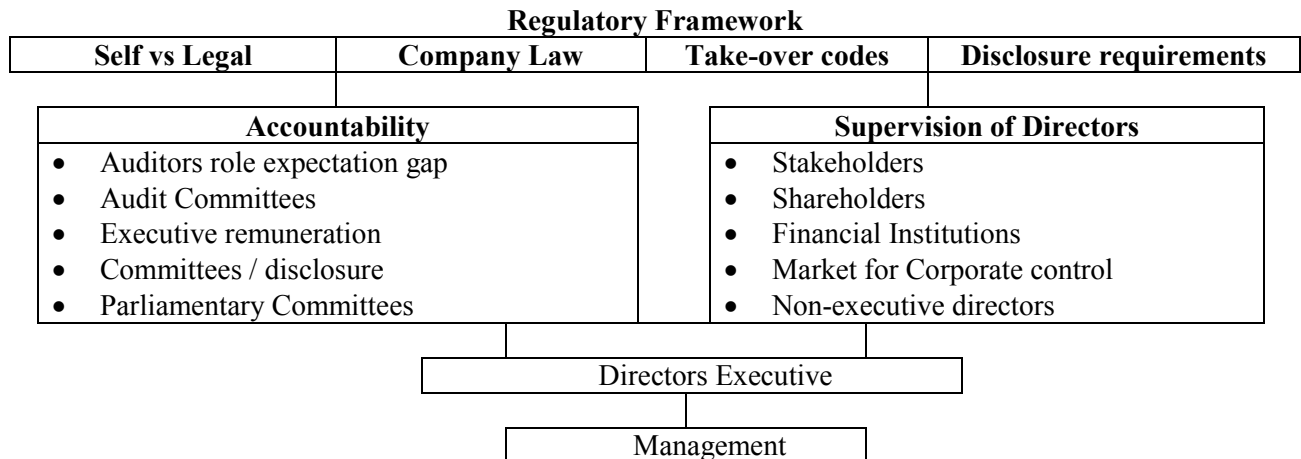 Regulatory Framework
Self vs Legal Company Law Take-over codes Disclosure requirements
Accountability
• Auditors role expectation gap
• Audit Committees
• Executive remuneration
• Committees / disclosure
• Parliamentary Committees
Supervision of Directors
• Stakeholders
• Shareholders
• Financial Institutions
• Market for Corporate control
• Non-executive directors
Directors Executive
Management